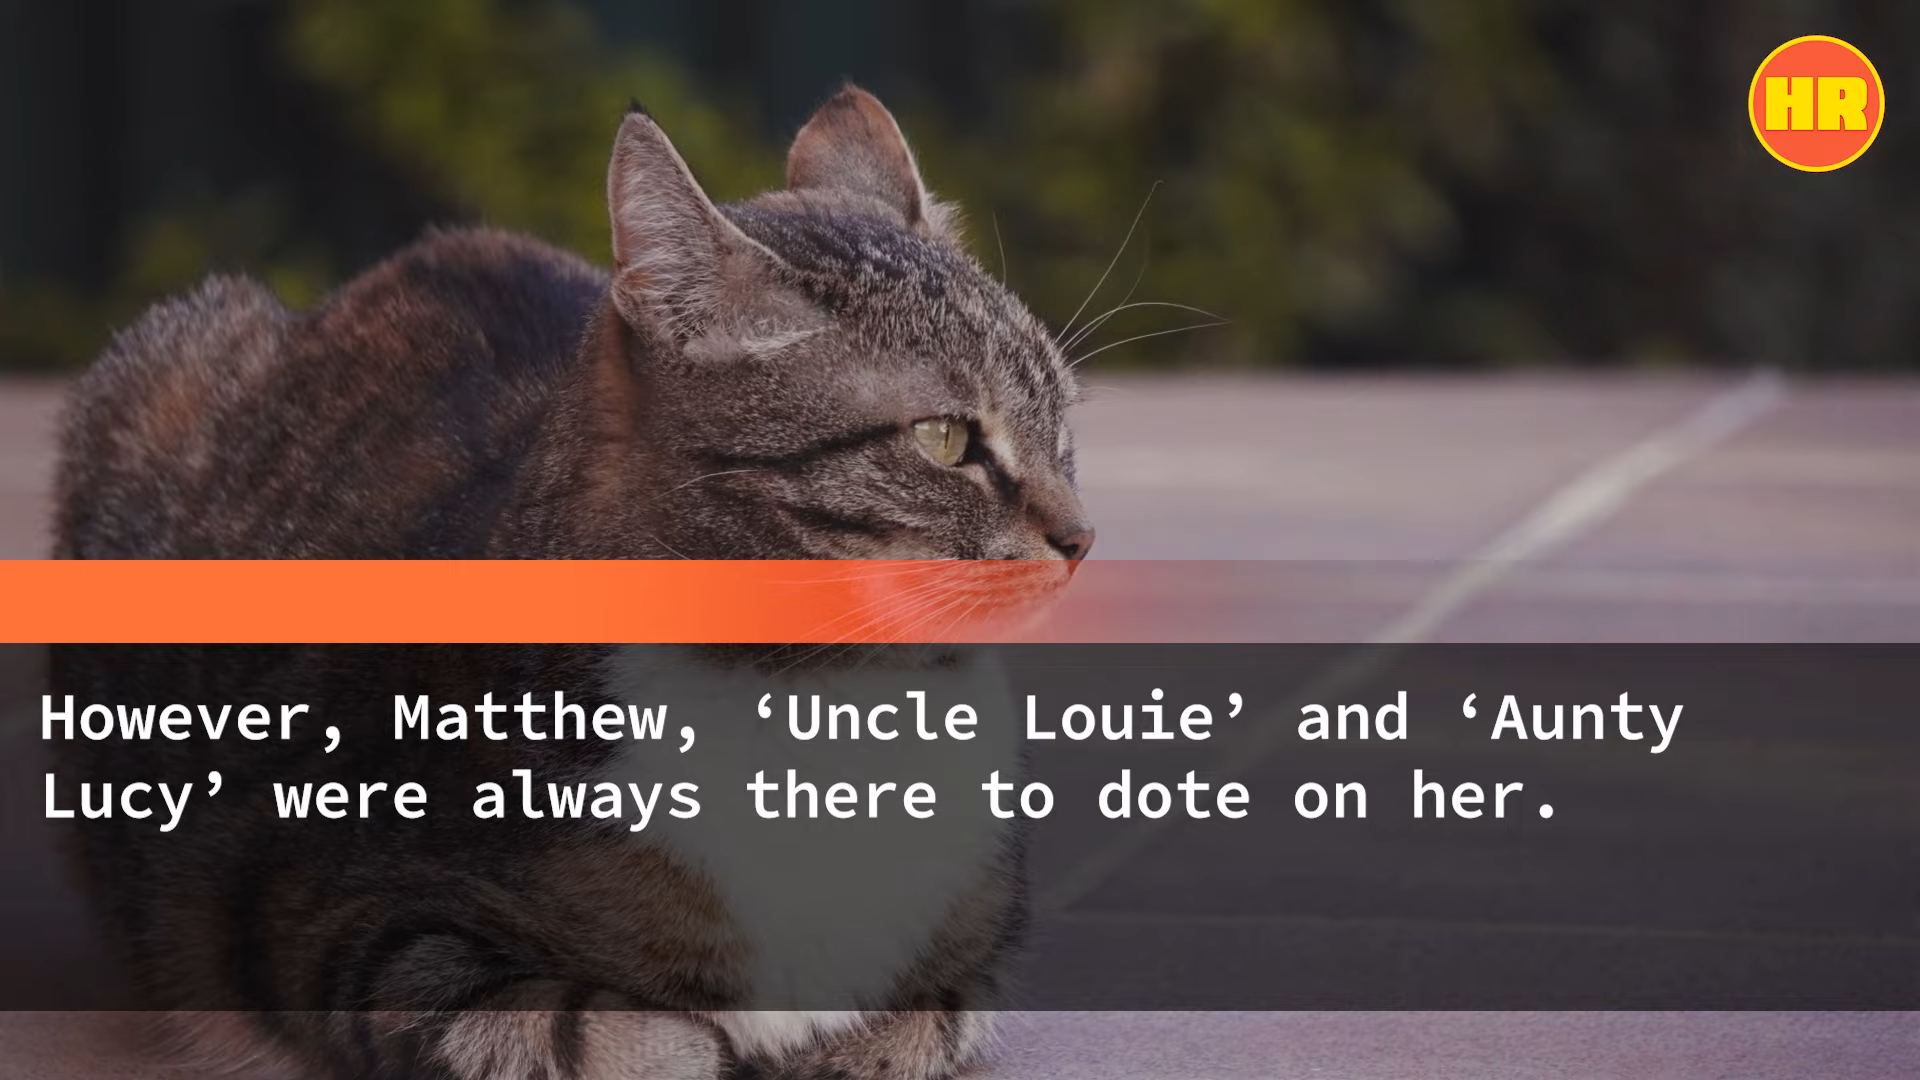 HR
However, Matthew, ‘Uncle Louie’ and ‘Aunty
Lucy’ were always there to dote on her.